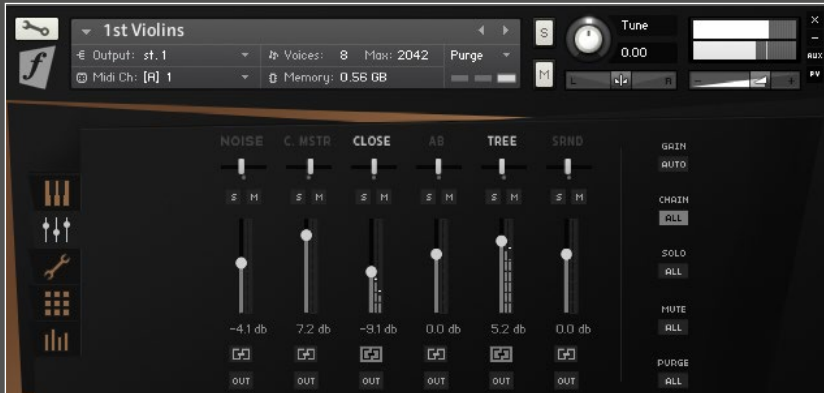 1st Violins
S
Tune
Output: st. 1
Voices: 8 Max: 2042
Purge
0.00
AUX
PV
Midi Ch: [A] 1
Memory: 0.56 GB
M
L R
- +
NOISE C. MSTR CLOSE AB TREE SRND
GAIN
AUTO
S M S M S M S M S M S M
CHAIN
ALL
SOLO
ALL
MUTE
ALL
-4.1 db 7.2 db -9.1 db 0.0 db 5.2 db 0.0 db
PURGE
OUT OUT OUT OUT OUT OUT
ALL